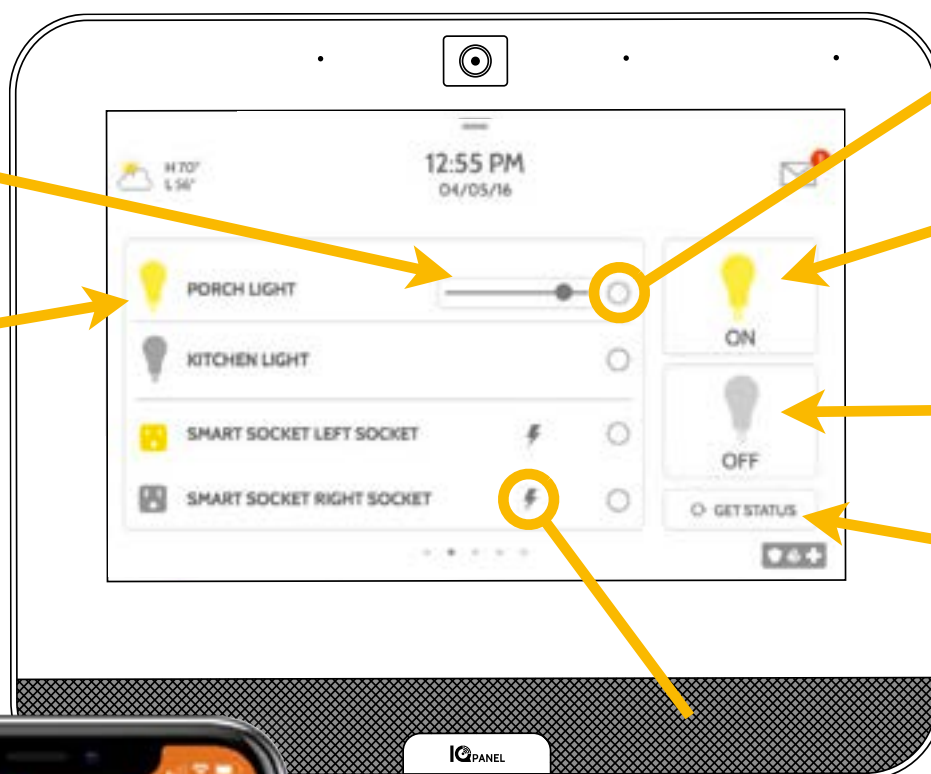 H 70°
L 56°
12:55 PM
04/05/16
PORCH LIGHT
ON
KITCHEN LIGHT
SMART SOCKET LEFT SOCKET
OFF
SMART SOCKET RIGHT SOCKET
GET STATUS
IQ PANEL